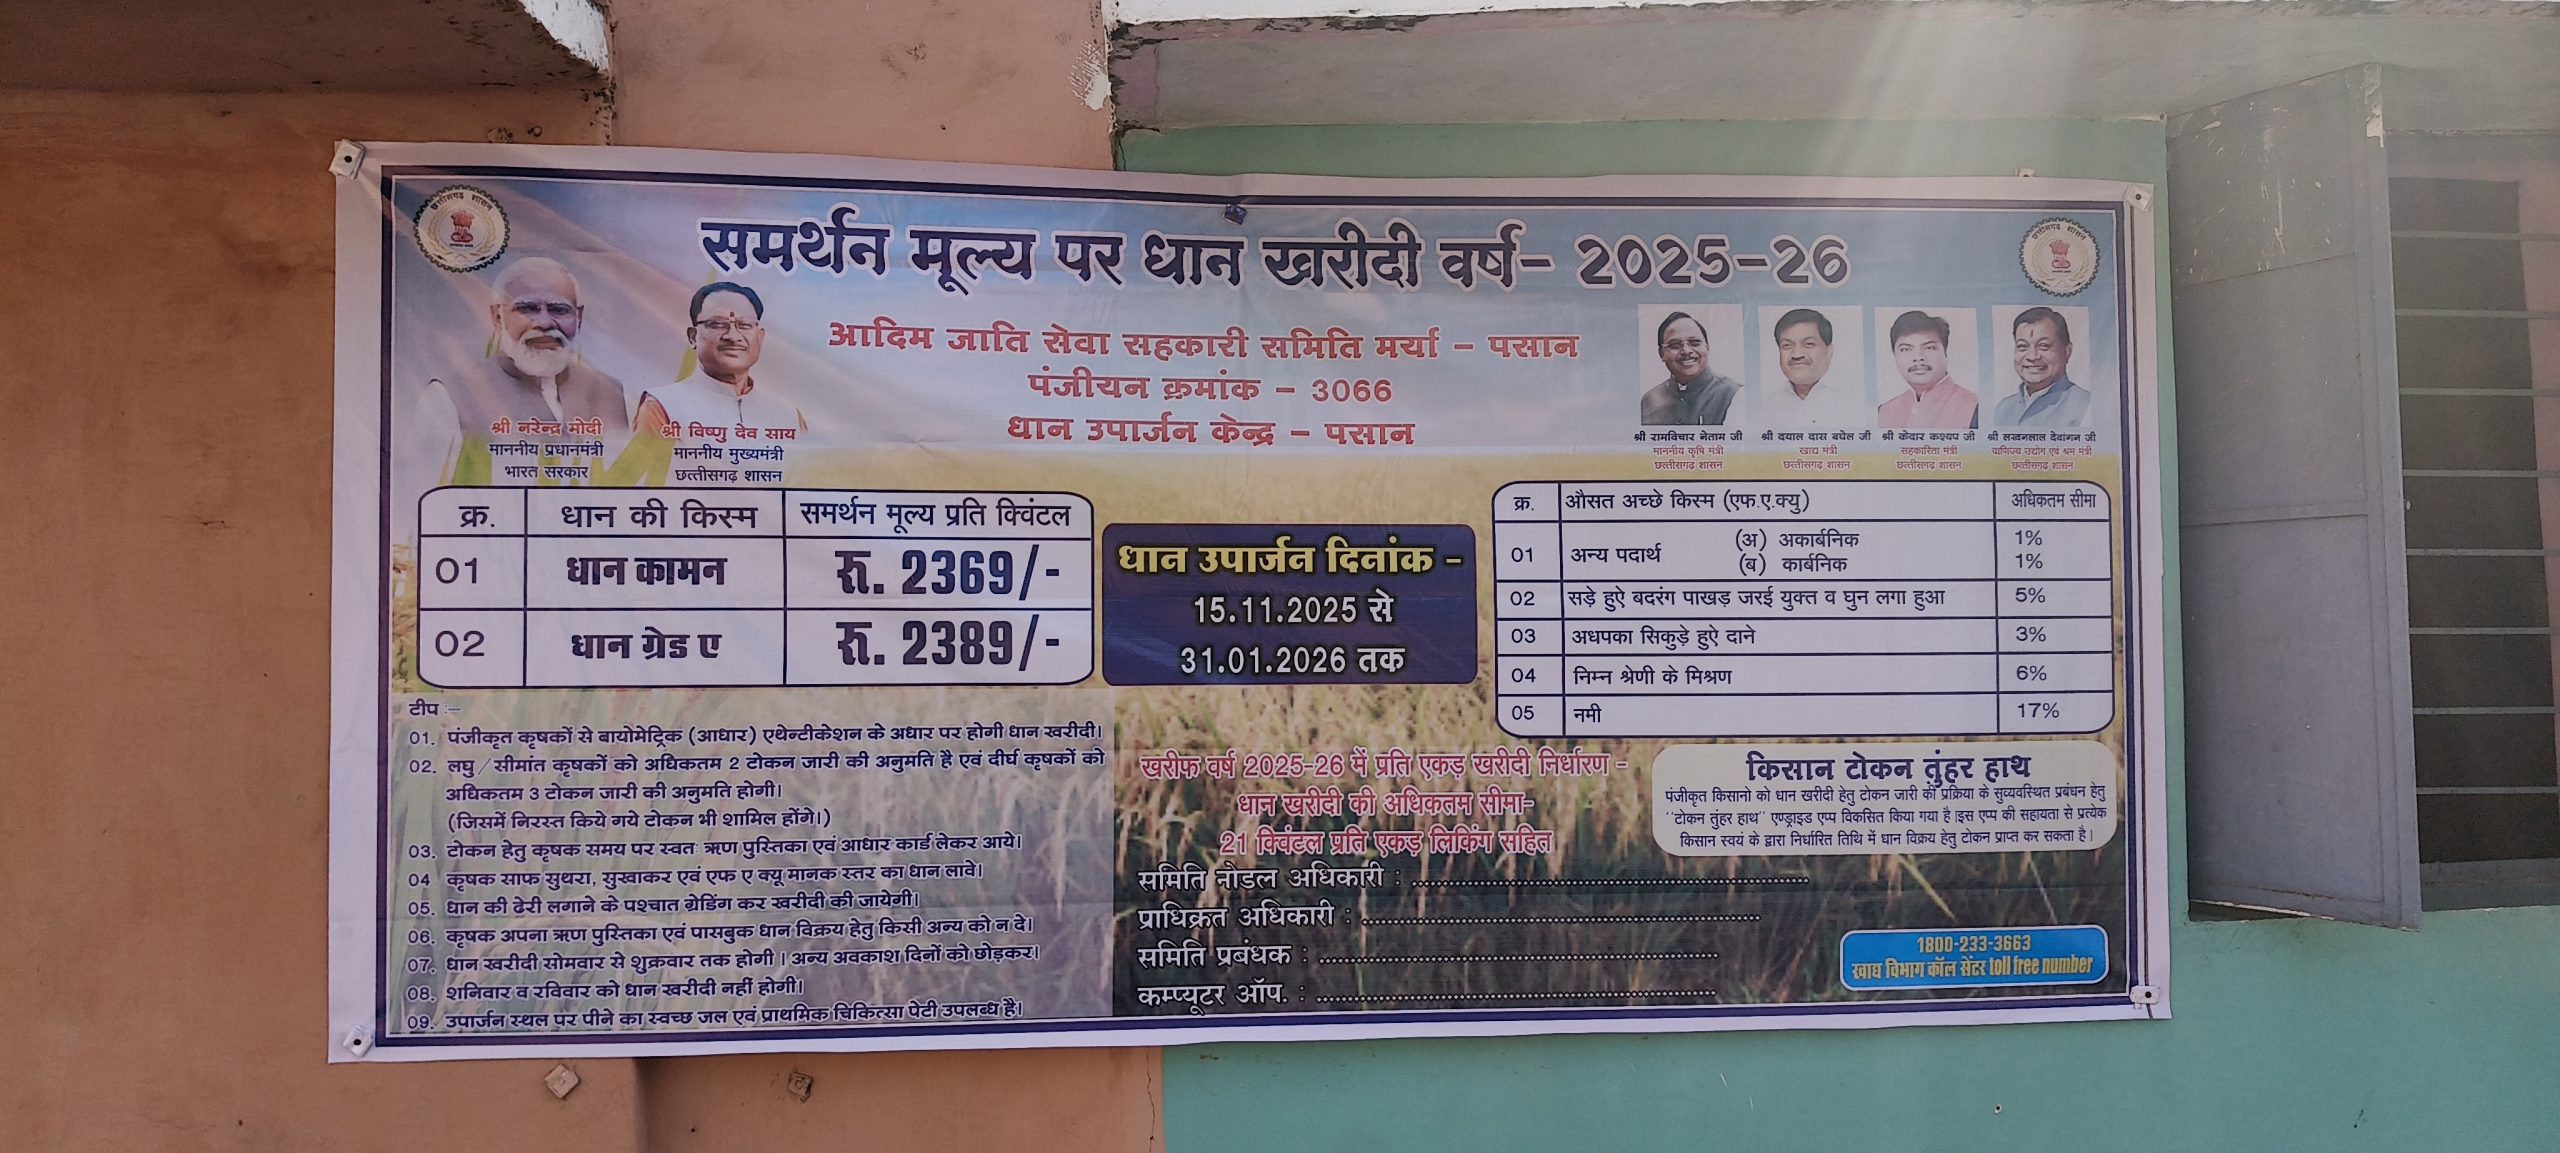 छत्तीसगढ़ शासन
समर्थन मूल्य पर धान खरीदी वर्ष- 2025-26
छत्तीसगढ़ शासन
आदिम जाति सेवा सहकारी समिति मर्या - पसान
पंजीयन क्रमांक - 3066
धान उपार्जन केन्द्र - पसान
श्री नरेन्द्र मोदी
माननीय प्रधानमंत्री
भारत सरकार
श्री विष्णु देव साय
माननीय मुख्यमंत्री
छत्तीसगढ़ शासन
श्री रामविचार नेताम जी
माननीय कृषि मंत्री
छत्तीसगढ़ शासन
श्री दयाल दास बघेल जी
खाद्य मंत्री
छत्तीसगढ़ शासन
श्री केदार कश्यप जी
सहकारिता मंत्री
छत्तीसगढ़ शासन
श्री लखनलाल देवांगन जी
वाणिज्य उद्योग एवं श्रम मंत्री
छत्तीसगढ़ शासन
क्र. धान की किस्म समर्थन मूल्य प्रति क्विंटल
01 धान कामन रू. 2369/-
02 धान ग्रेड ए रू. 2389/-
धान उपार्जन दिनांक -
15.11.2025 से
31.01.2026 तक
क्र. औसत अच्छे किस्म (एफ.ए.क्यु) अधिकतम सीमा
01 अन्य पदार्थ (अ) अकार्बनिक 1%
(ब) कार्बनिक 1%
02 सड़े हुऐ बदरंग पाखड़ जरई युक्त व घुन लगा हुआ 5%
03 अधपका सिकुड़े हुऐ दाने 3%
04 निम्न श्रेणी के मिश्रण 6%
05 नमी 17%
टीप :-
01. पंजीकृत कृषकों से बायोमेट्रिक (आधार) एथेन्टीकेशन के अधार पर होगी धान खरीदी।
02. लघु/सीमांत कृषकों को अधिकतम 2 टोकन जारी की अनुमति है एवं दीर्घ कृषकों को
अधिकतम 3 टोकन जारी की अनुमति होगी।
(जिसमें निरस्त किये गये टोकन भी शामिल होंगे।)
03. टोकन हेतु कृषक समय पर स्वतः ऋण पुस्तिका एवं आधार कार्ड लेकर आये।
04 कृषक साफ सुथरा, सुखाकर एवं एफ ए क्यू मानक स्तर का धान लावे।
05. धान की ढेरी लगाने के पश्चात ग्रेडिंग कर खरीदी की जायेगी।
06. कृषक अपना ऋण पुस्तिका एवं पासबुक धान विक्रय हेतु किसी अन्य को न दे।
07. धान खरीदी सोमवार से शुक्रवार तक होगी। अन्य अवकाश दिनों को छोड़कर।
08. शनिवार व रविवार को धान खरीदी नहीं होगी।
09. उपार्जन स्थल पर पीने का स्वच्छ जल एवं प्राथमिक चिकित्सा पेटी उपलब्ध है।
खरीफ वर्ष 2025-26 में प्रति एकड़ खरीदी निर्धारण -
धान खरीदी की अधिकतम सीमा-
21 क्विंटल प्रति एकड़ लिकिंग सहित
समिति नोडल अधिकारी : ........................
प्राधिक्रत अधिकारी : ........................
समिति प्रबंधक : ........................
कम्प्यूटर ऑप. : ........................
किसान टोकन तुंहर हाथ
पंजीकृत किसानो को धान खरीदी हेतु टोकन जारी की प्रक्रिया के सुव्यवस्थित प्रबंधन हेतु
"टोकन तुंहर हाथ" एण्ड्राइड एप्प विकसित किया गया है। इस एप्प की सहायता से प्रत्येक
किसान स्वयं के द्वारा निर्धारित तिथि में धान विक्रय हेतु टोकन प्राप्त कर सकता है।
1800-233-3663
खाद्य विभाग कॉल सेंटर toll free number